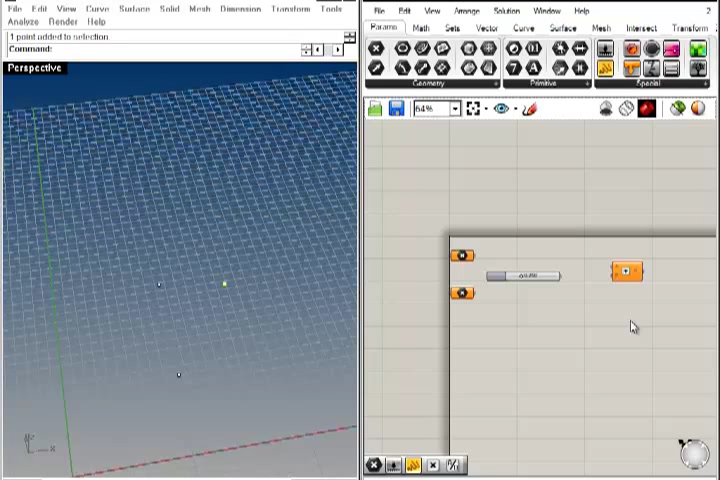 File Edit View Curve Surface Solid Mesh Dimension Transform Tools
Analyze Render Help
1 point added to selection.
Command:
Perspective
File Edit View Arrange Solution Window Help
Params Math Sets Vector Curve Surface Mesh Intersect Transform
Geometry Primitive Special
64%
x